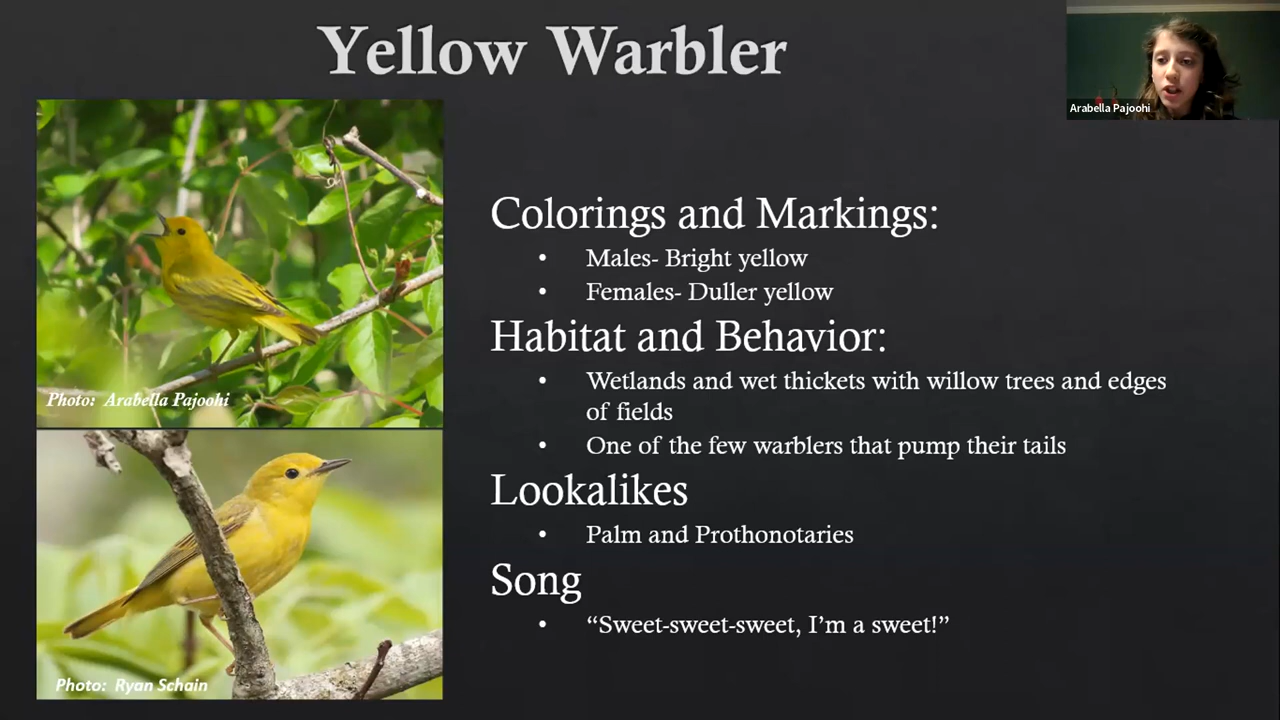 Yellow Warbler
Arabella Pajoohi
Colorings and Markings:
• Males- Bright yellow
• Females- Duller yellow
Habitat and Behavior:
• Wetlands and wet thickets with willow trees and edges
of fields
• One of the few warblers that pump their tails
Lookalikes
• Palm and Prothonotaries
Song
• “Sweet-sweet-sweet, I’m a sweet!”
Photo: Arabella Pajoohi
Photo: Ryan Schain